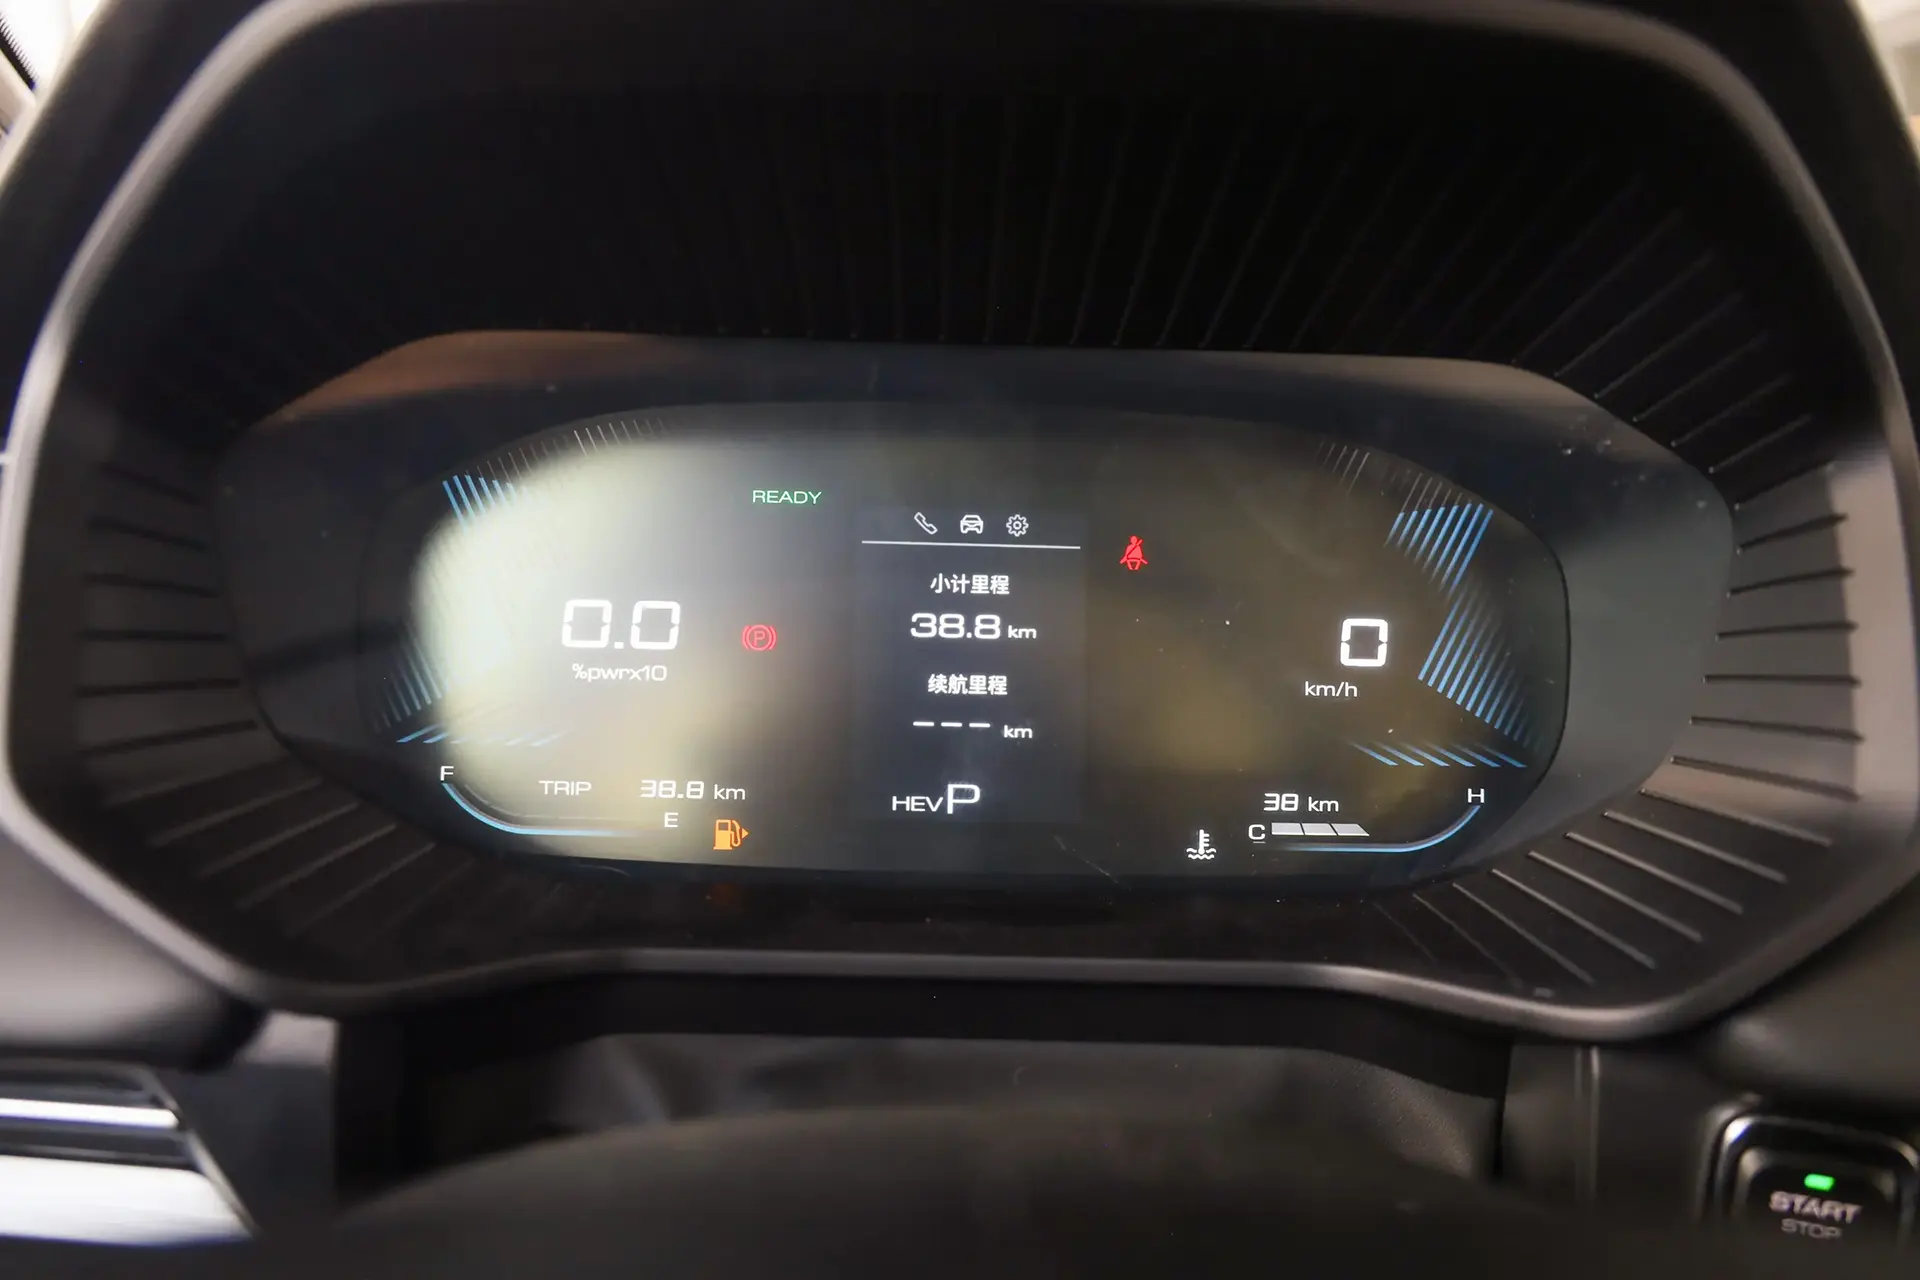 READY
小计里程
38.8 km
0.0
%pwrx10
P
续航里程
--- km
0
km/h
F
TRIP 38.8 km
E
HEV P
38 km
H
C
START
STOP